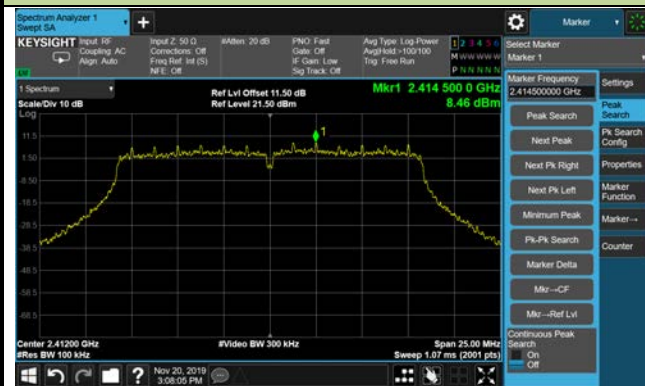 Spectrum Analyzer 1
Swept SA
Marker
KEYSIGHT
Input: RF
Coupling: AC
Align: Auto
Input Z: 50 Ω
Corrections: Off
Freq Ref: Int (S)
NFE: Off
#Atten: 20 dB
PNO: Fast
Gate: Off
IF Gain: Low
Sig Track: Off
Avg Type: Log-Power
Avg|Hold:>100/100
Trig: Free Run
1 2 3 4 5 6
M W W W W W
P N N N N N
Select Marker
Marker 1
1 Spectrum
Scale/Div 10 dB
Log
Ref Lvl Offset 11.50 dB
Ref Level 21.50 dBm
Mkr1 2.414 500 0 GHz
8.46 dBm
Marker Frequency
2.414500000 GHz
Peak Search
Next Peak
Next Pk Right
Next Pk Left
Minimum Peak
Pk-Pk Search
Marker Delta
Mkr→CF
Mkr→Ref Lvl
Continuous Peak
Search
On
Off
Settings
Peak
Search
Pk Search
Config
Properties
Marker
Function
Marker→
Counter
1
11.5
1.50
-8.50
-18.5
-28.5
-38.5
-48.5
-58.5
-68.5
Center 2.41200 GHz
#Res BW 100 kHz
#Video BW 300 kHz
Span 25.00 MHz
Sweep 1.07 ms (2001 pts)
Nov 20, 2019
3:08:05 PM